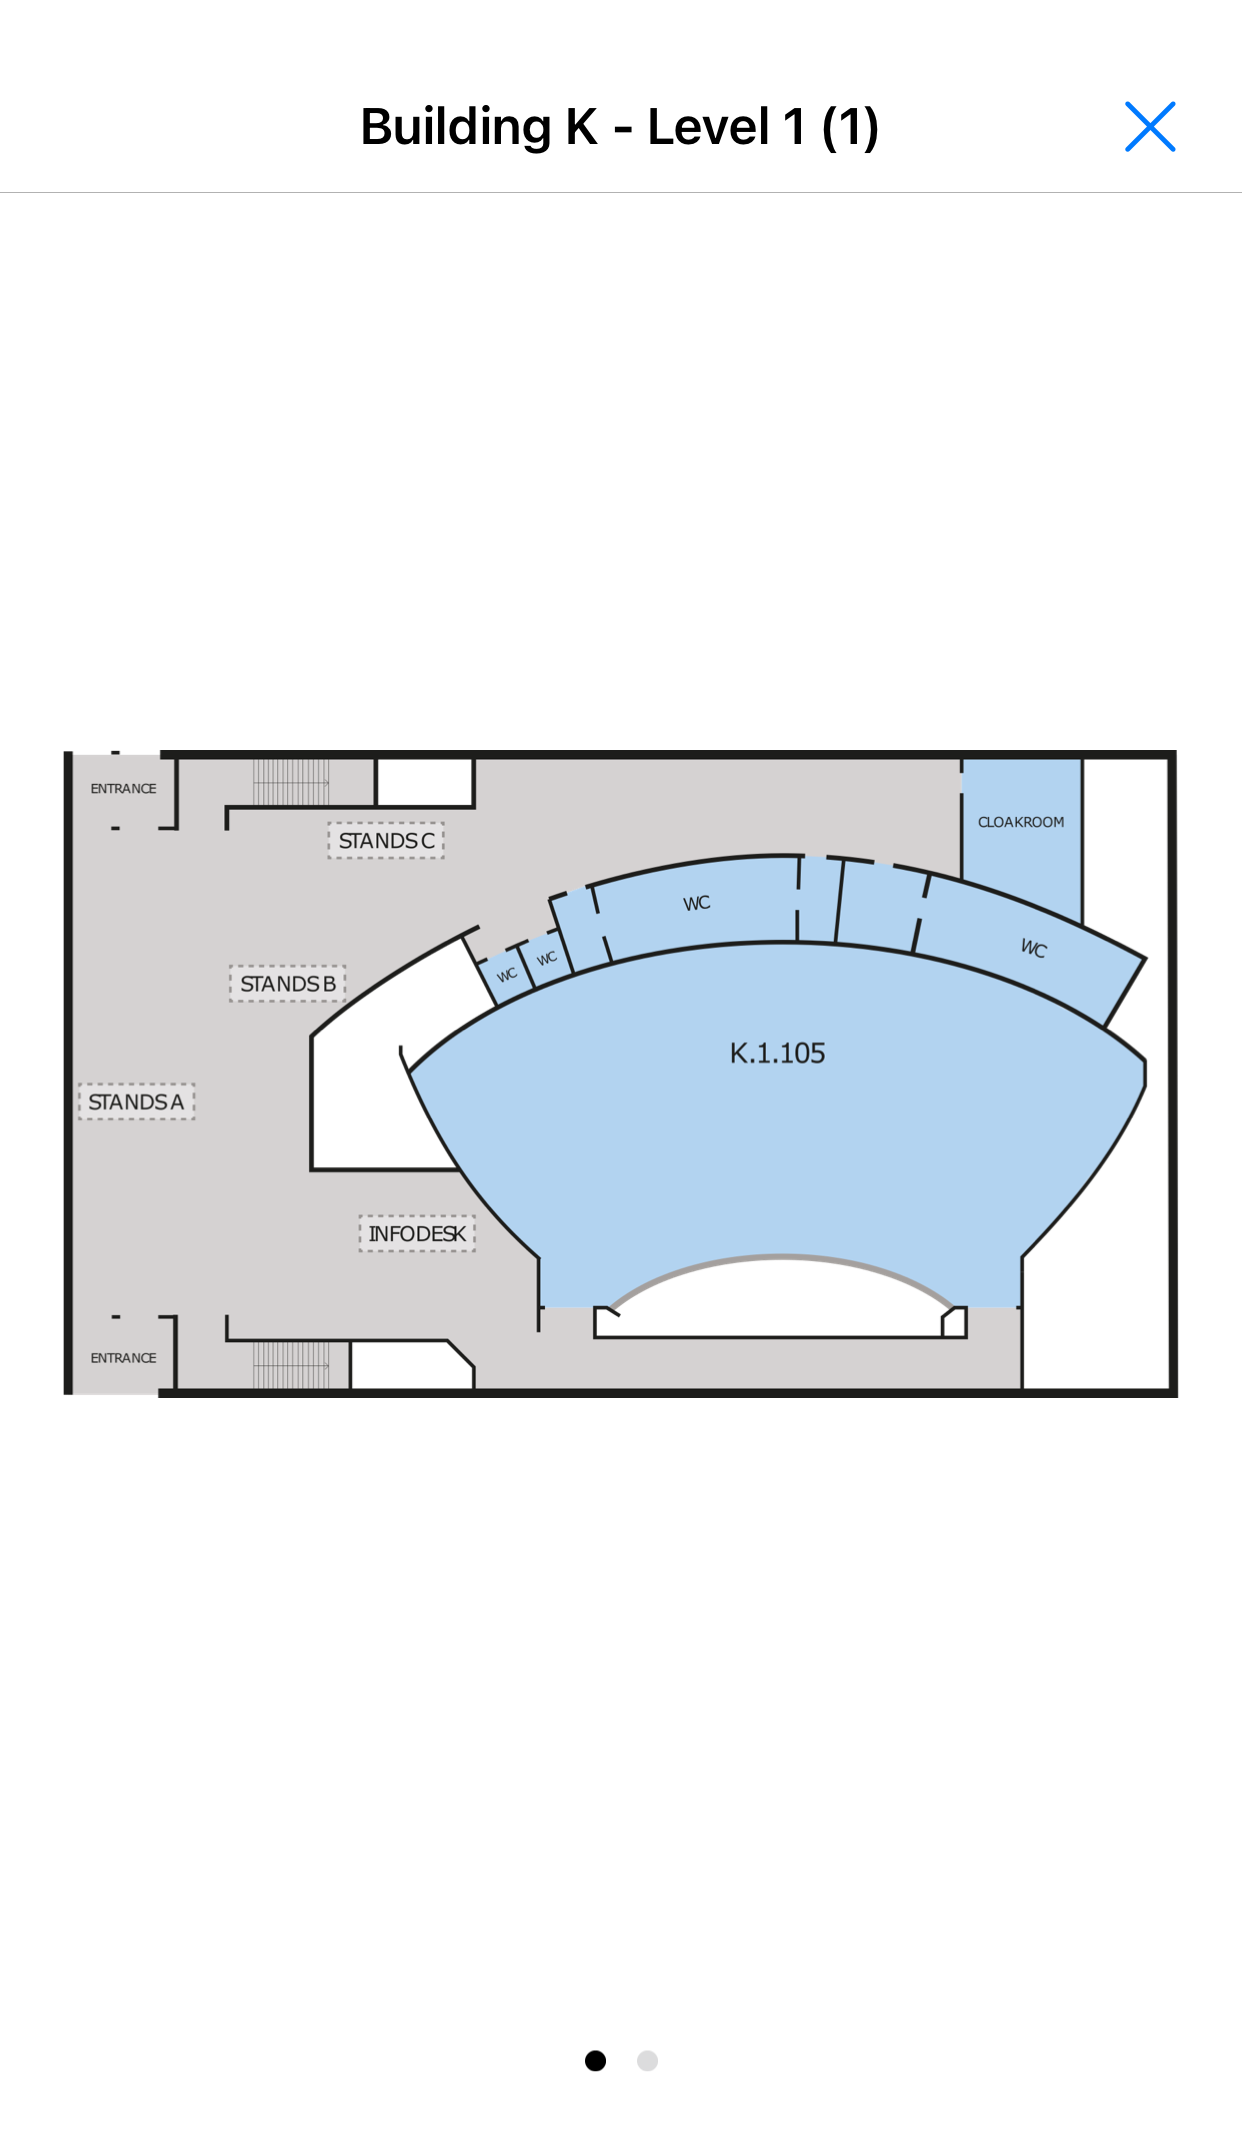 Building K - Level 1 (1)
ENTRANCE
CLOAKROOM
STANDS C
WC
WC
WC
WC
STANDS B
K.1.105
STANDS A
INFODESK
ENTRANCE